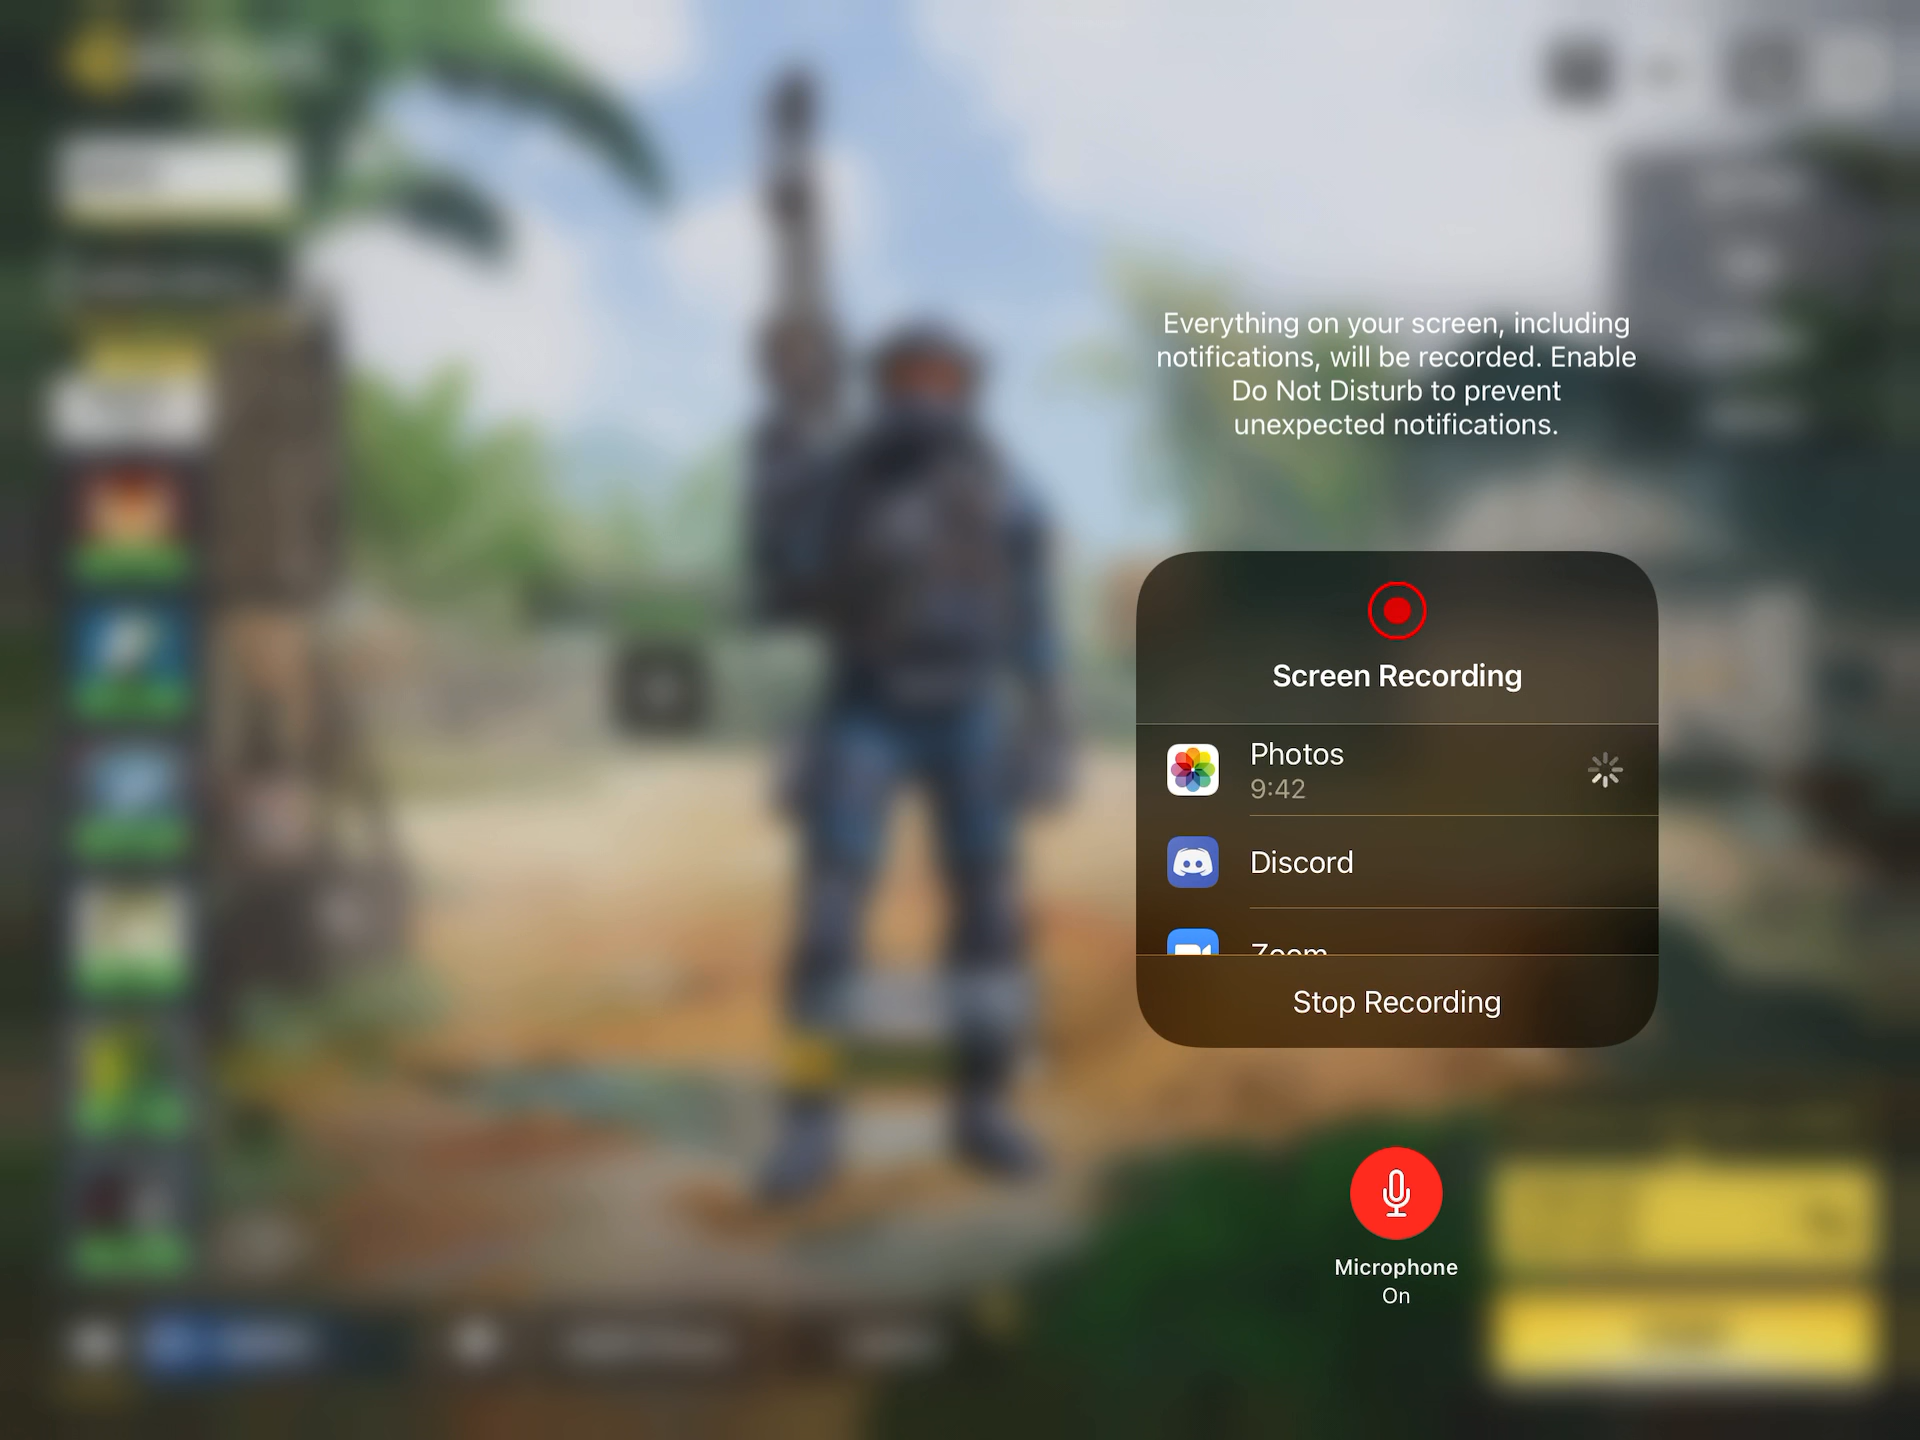 Everything on your screen, including
notifications, will be recorded. Enable
Do Not Disturb to prevent
unexpected notifications.
Screen Recording
Photos
9:42
Discord
Zoom
Stop Recording
Microphone
On